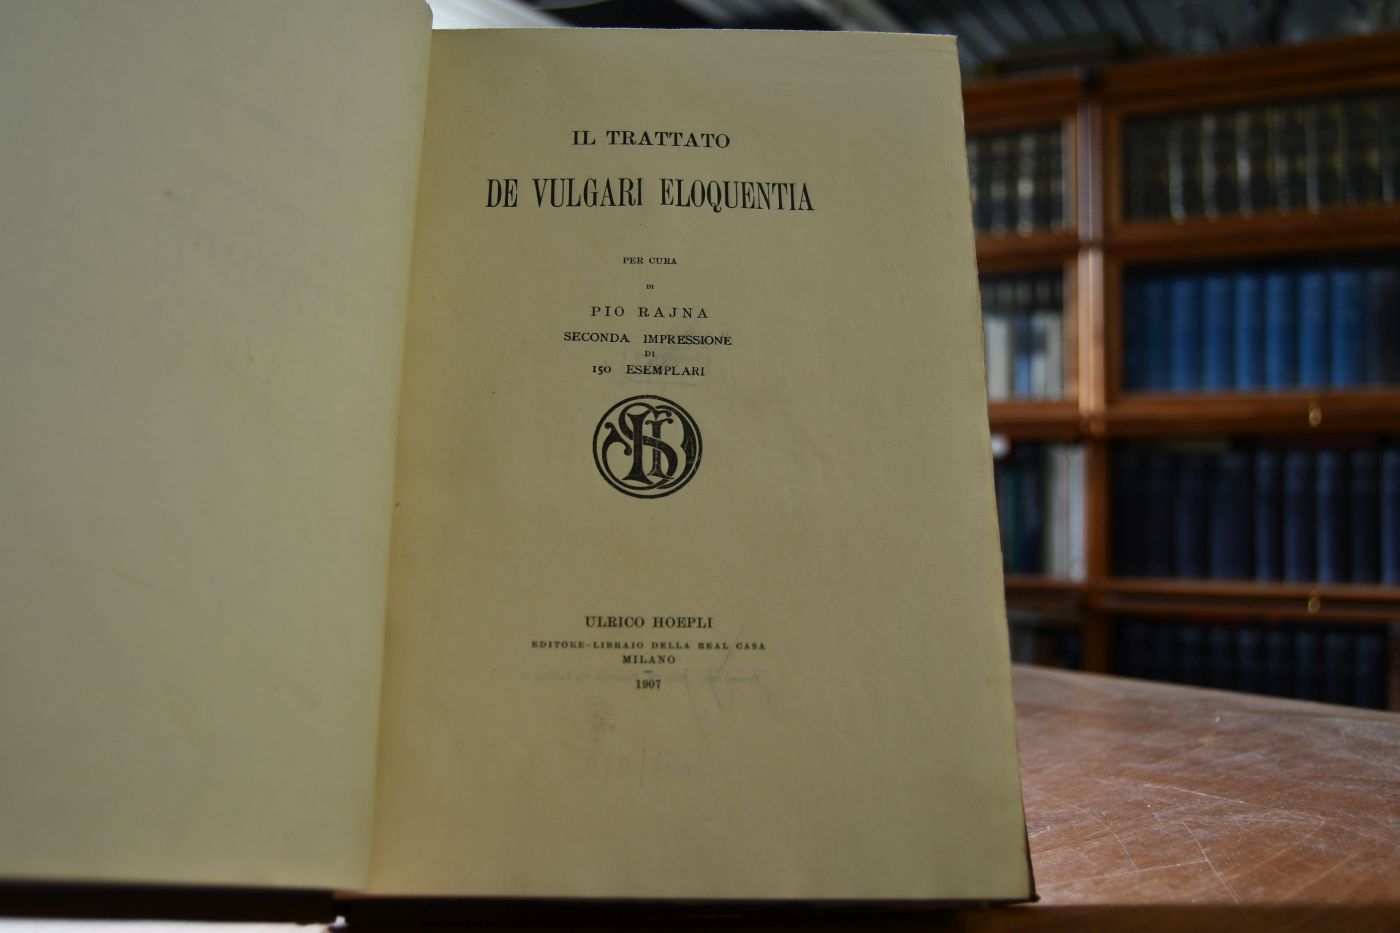 IL TRATTATO
DE VULGARI ELOQUENTIA
PER CURA
DI
PIO RAJNA
SECONDA IMPRESSIONE
DI
150 ESEMPLARI
ULRICO HOEPLI
EDITORE-LIBRAIO DELLA REAL CASA
MILANO
1907